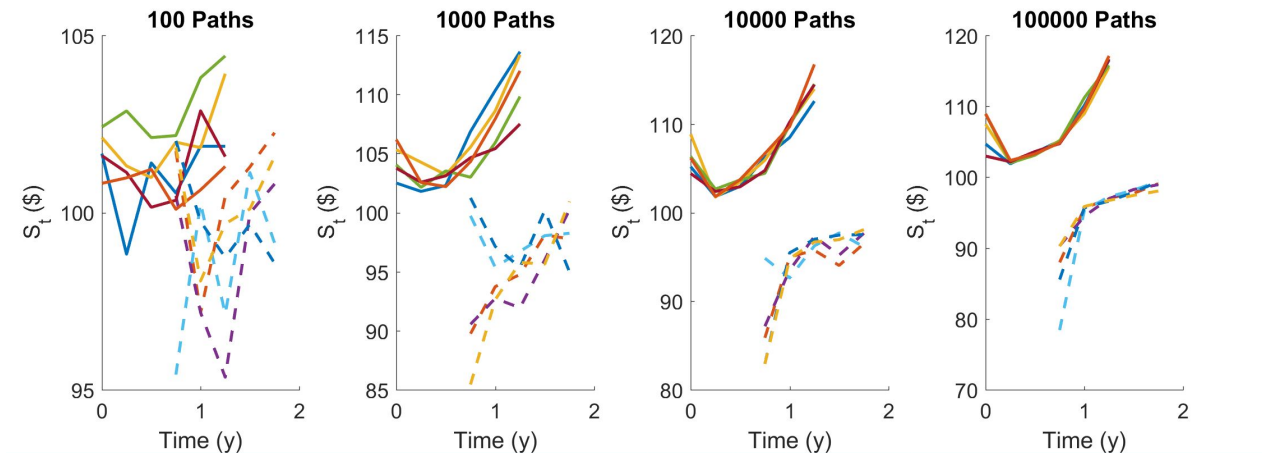 100 Paths
105
100
95
S_t ($)
0 1 2
Time (y)
1000 Paths
115
110
105
100
95
90
85
S_t ($)
0 1 2
Time (y)
10000 Paths
120
110
100
90
80
S_t ($)
0 1 2
Time (y)
100000 Paths
120
110
100
90
80
70
S_t ($)
0 1 2
Time (y)